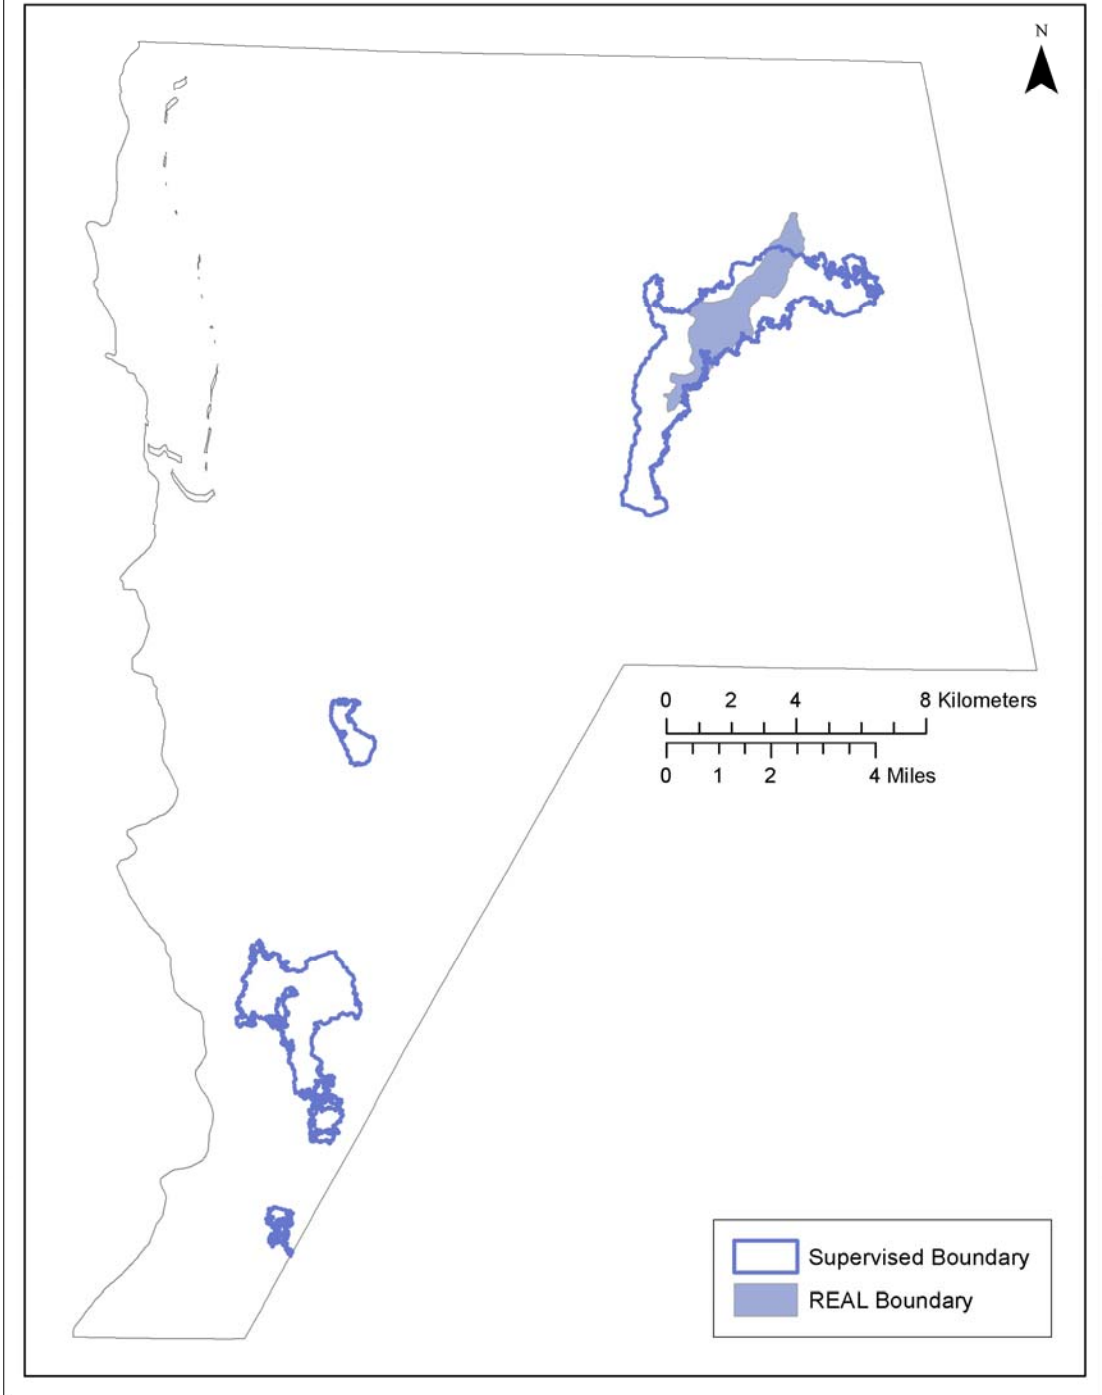 N
0 2 4 8 Kilometers
0 1 2 4 Miles
Supervised Boundary
REAL Boundary